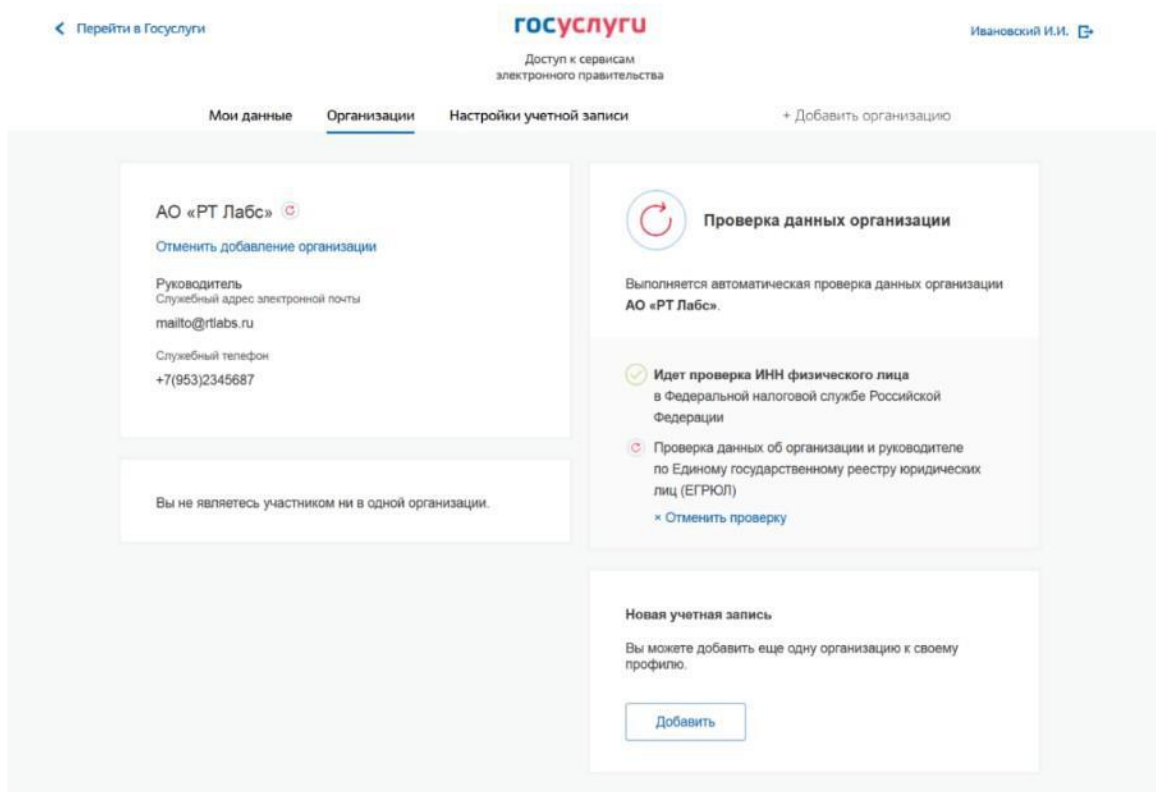 Перейти в Госуслуги
госуслуги
Ивановский И.И.
Доступ к сервисам
электронного правительства
Мои данные
Организации
Настройки учетной записи
+ Добавить организацию
АО «РТ Лабс»
Отменить добавление организации
Руководитель
Служебный адрес электронной почты
mailto@rtlabs.ru
Служебный телефон
+7(953)2345687
Вы не являетесь участником ни в одной организации.
Проверка данных организации
Выполняется автоматическая проверка данных организации
АО «РТ Лабс».
Идет проверка ИНН физического лица
в Федеральной налоговой службе Российской
Федерации
Проверка данных об организации и руководителе
по Единому государственному реестру юридических
лиц (ЕГРЮЛ)
× Отменить проверку
Новая учетная запись
Вы можете добавить еще одну организацию к своему
профилю.
Добавить